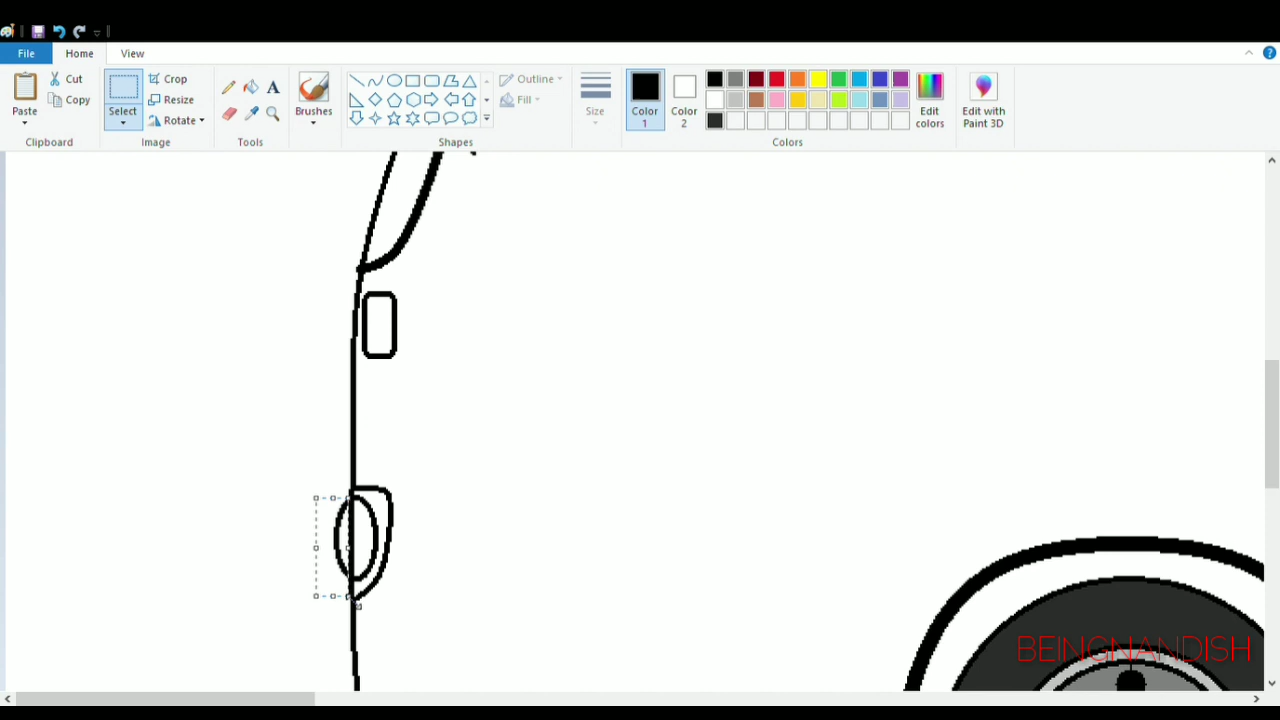 File Home View
Paste
Cut
Copy
Clipboard
Select
Crop
Resize
Rotate
Image
A
Tools
Brushes
Shapes
Outline
Fill
Size
Color 1
Color 2
Edit colors
Colors
Edit with Paint 3D
BEINGNANDISH